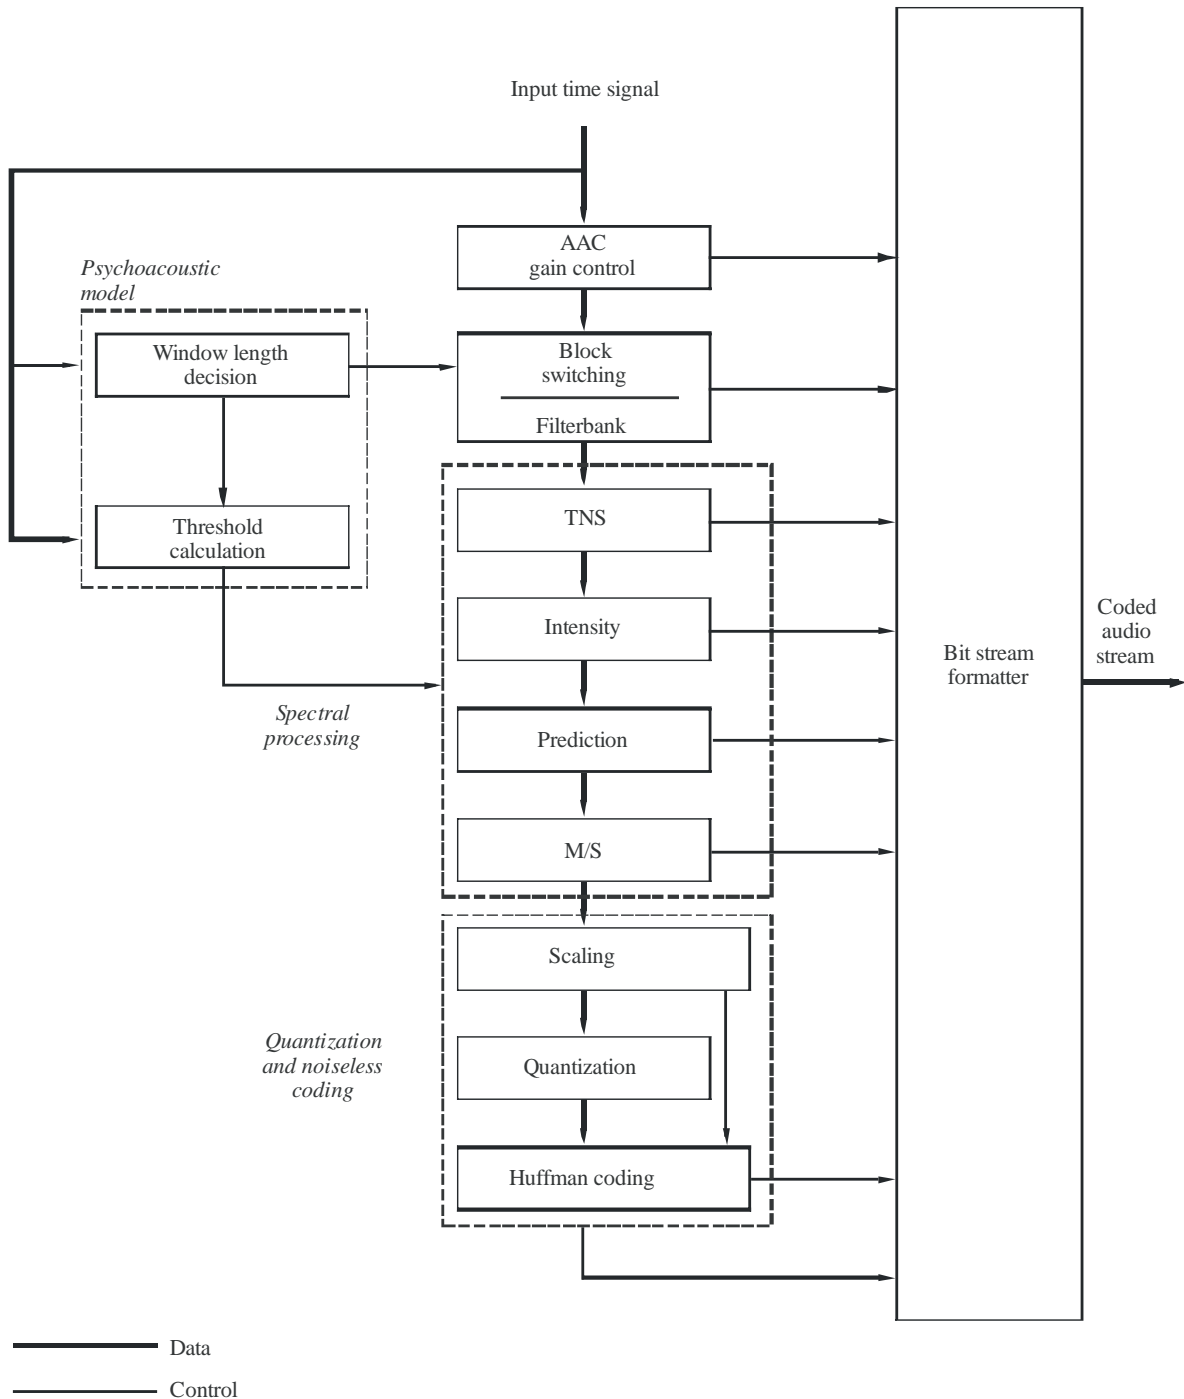 Input time signal
AAC
gain control
Psychoacoustic
model
Window length
decision
Block
switching
Filterbank
Threshold
calculation
TNS
Intensity
Spectral
processing
Prediction
M/S
Bit stream
formatter
Coded
audio
stream
Scaling
Quantization
and noiseless
coding
Quantization
Huffman coding
Data
Control